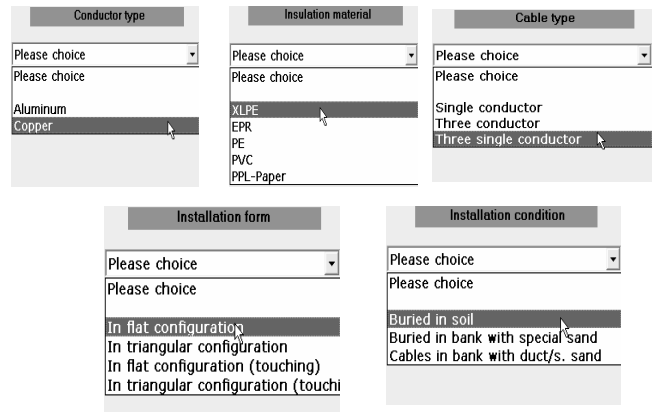 Conductor type
Please choice
Please choice
Aluminum
Copper
Insulation material
Please choice
Please choice
XLPE
EPR
PE
PVC
PPL-Paper
Cable type
Please choice
Please choice
Single conductor
Three conductor
Three single conductor
Installation form
Please choice
Please choice
In flat configuration
In triangular configuration
In flat configuration (touching)
In triangular configuration (touchi
Installation condition
Please choice
Please choice
Buried in soil
Buried in bank with special sand
Cables in bank with duct/s. sand